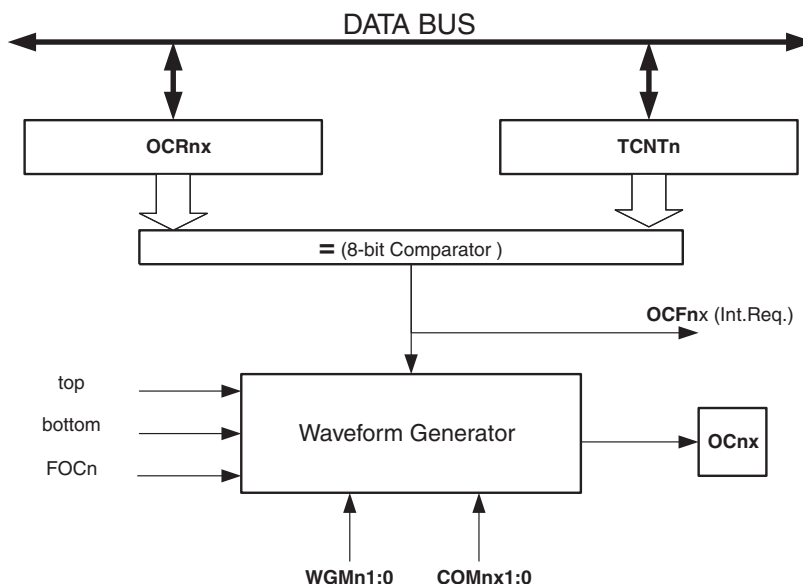 DATA BUS
OCRnx
TCNTn
= (8-bit Comparator )
OCFnx (Int.Req.)
top
bottom
FOCn
Waveform Generator
OCnx
WGMn1:0
COMnx1:0